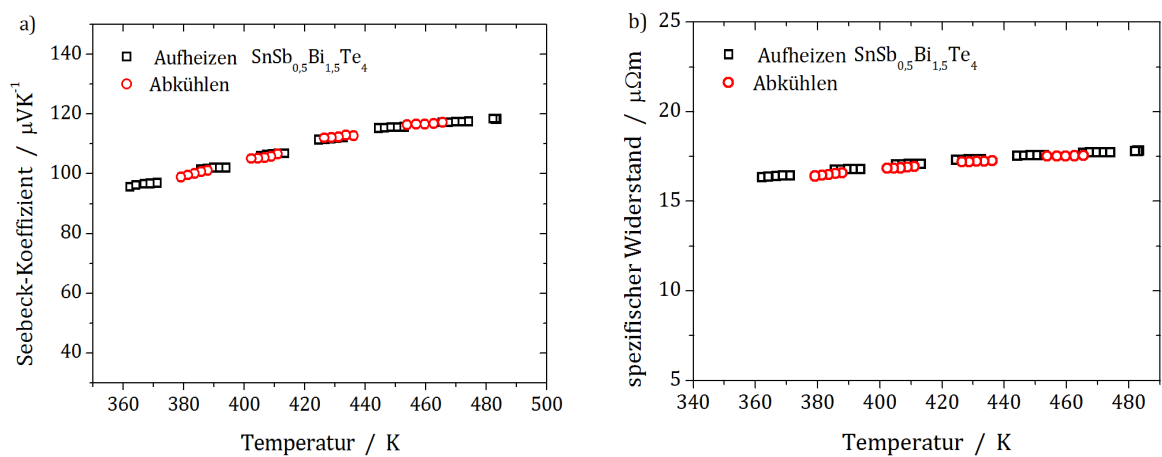 a)
Seebeck-Koeffizient / μVK⁻¹
140
120
100
80
60
40
Aufheizen SnSb0,5Bi1,5Te4
Abkühlen
360 380 400 420 440 460 480 500
Temperatur / K
b)
spezifischer Widerstand / μΩm
25
20
15
10
5
Aufheizen SnSb0,5Bi1,5Te4
Abkühlen
340 360 380 400 420 440 460 480
Temperatur / K